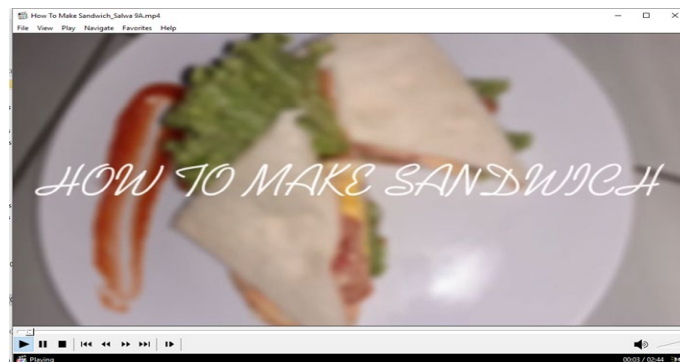 How To Make Sandwich_Salwa 9A.mp4
File View Play Navigate Favorites Help
HOW TO MAKE SANDWICH
Playing
00:03 / 02:44